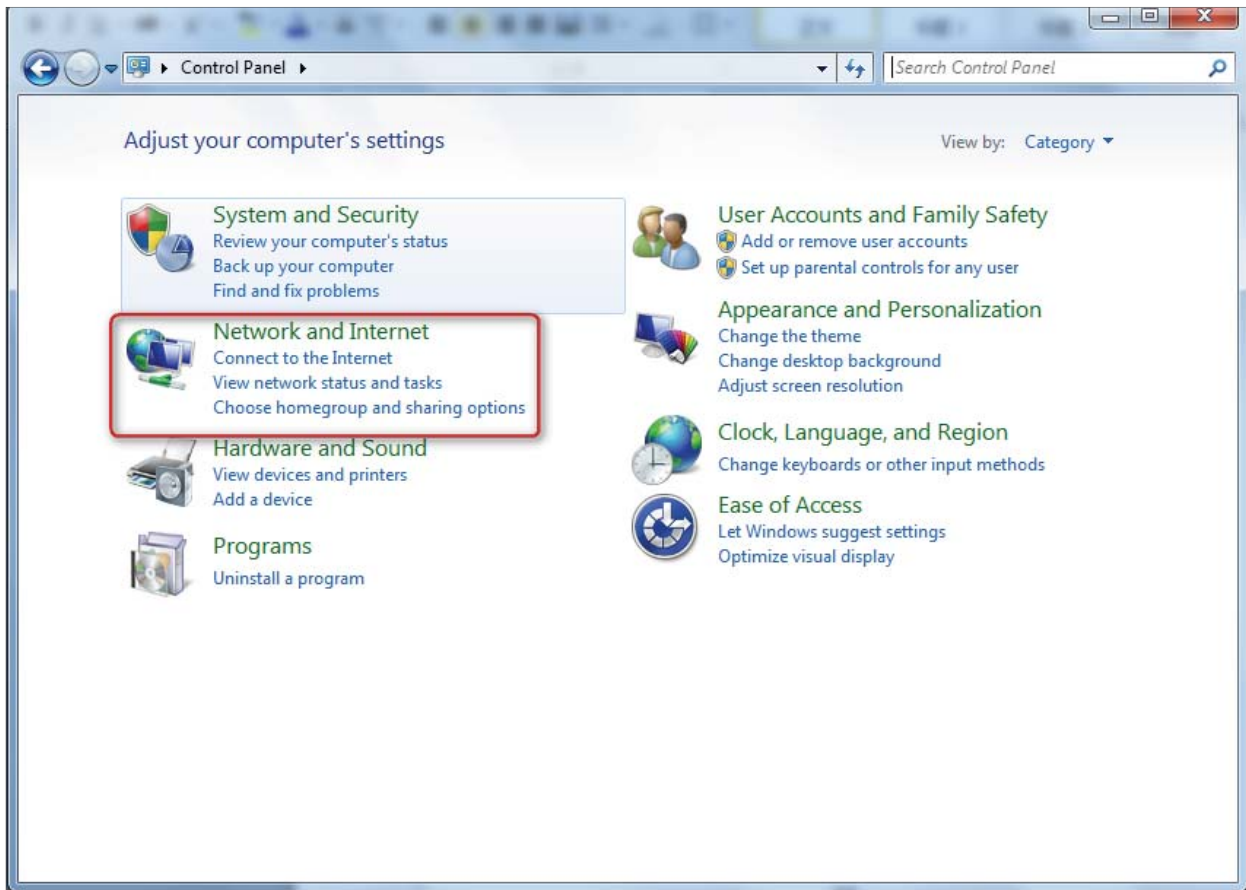 Control Panel
Search Control Panel
Adjust your computer's settings
View by: Category
System and Security
Review your computer's status
Back up your computer
Find and fix problems
Network and Internet
Connect to the Internet
View network status and tasks
Choose homegroup and sharing options
Hardware and Sound
View devices and printers
Add a device
Programs
Uninstall a program
User Accounts and Family Safety
Add or remove user accounts
Set up parental controls for any user
Appearance and Personalization
Change the theme
Change desktop background
Adjust screen resolution
Clock, Language, and Region
Change keyboards or other input methods
Ease of Access
Let Windows suggest settings
Optimize visual display